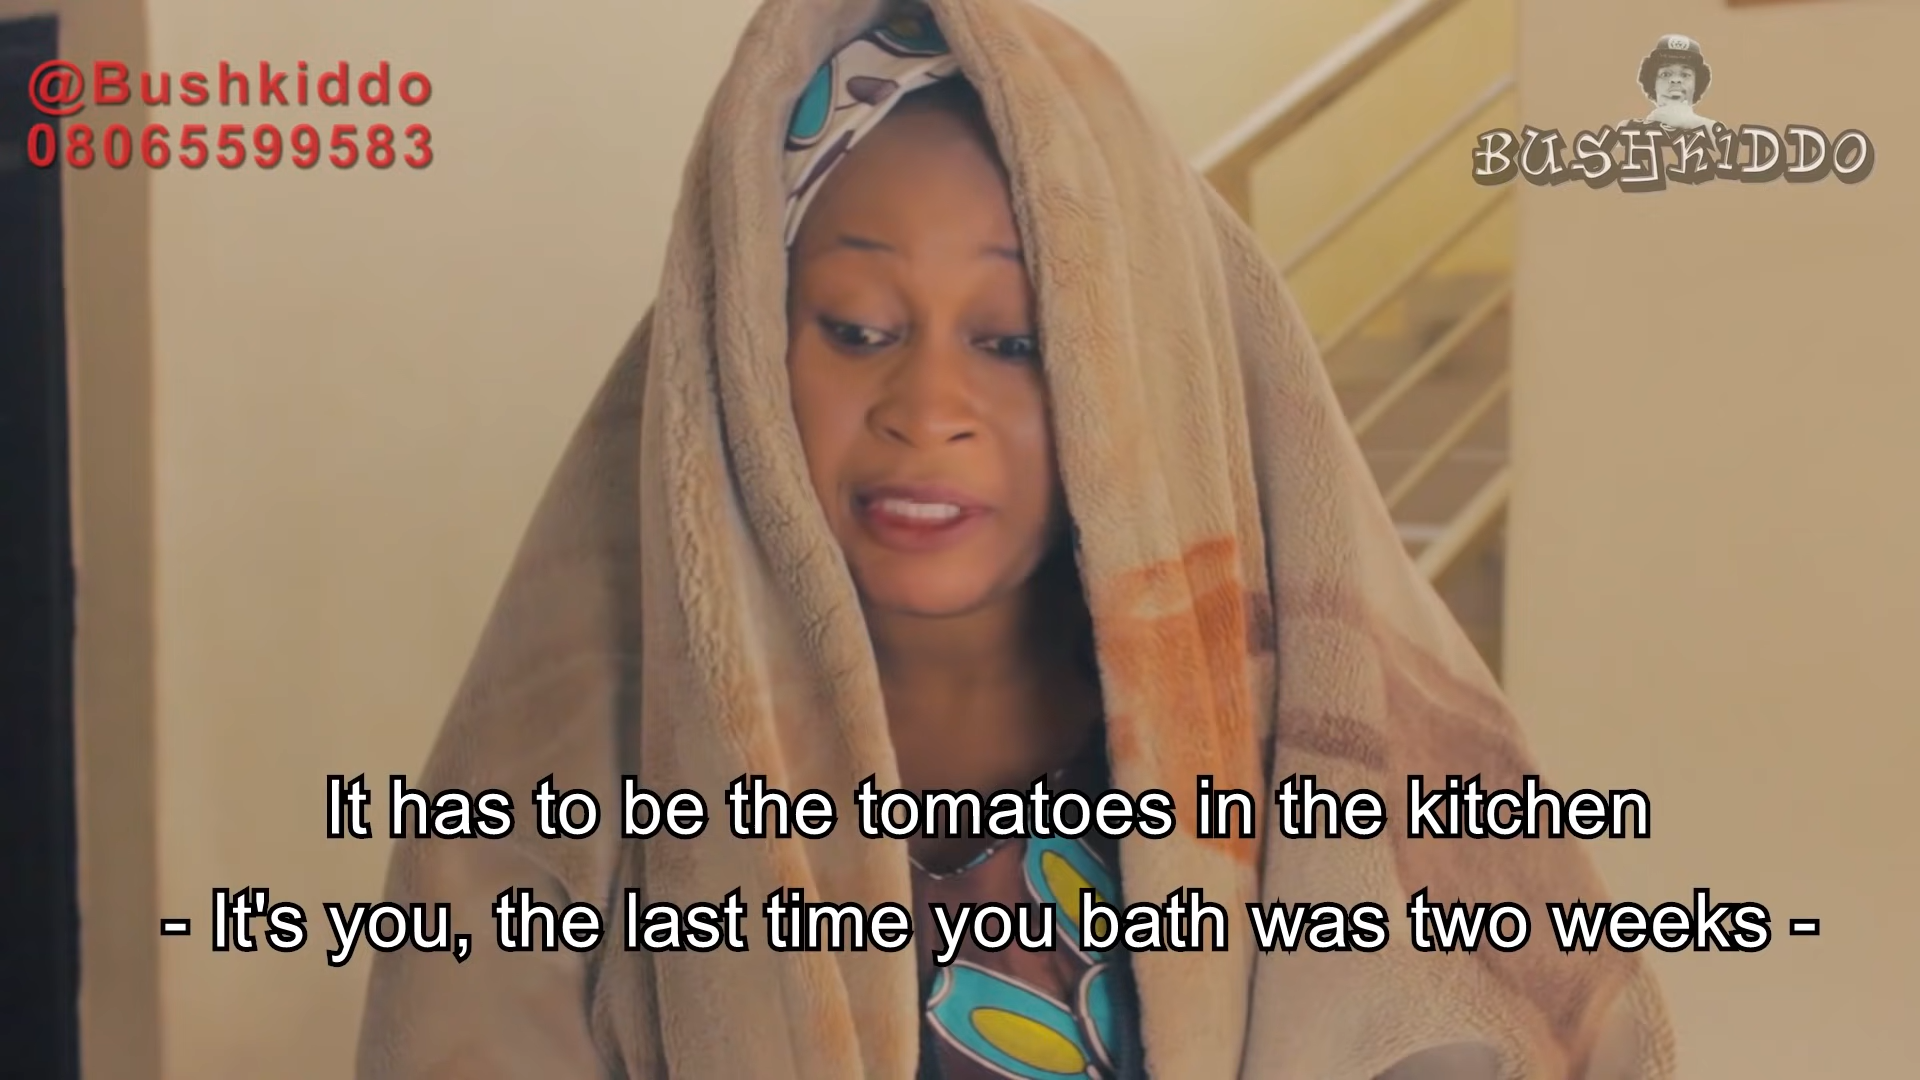 @Bushkiddo
08065599583
BUSHKIDDO
It has to be the tomatoes in the kitchen
- It's you, the last time you bath was two weeks -